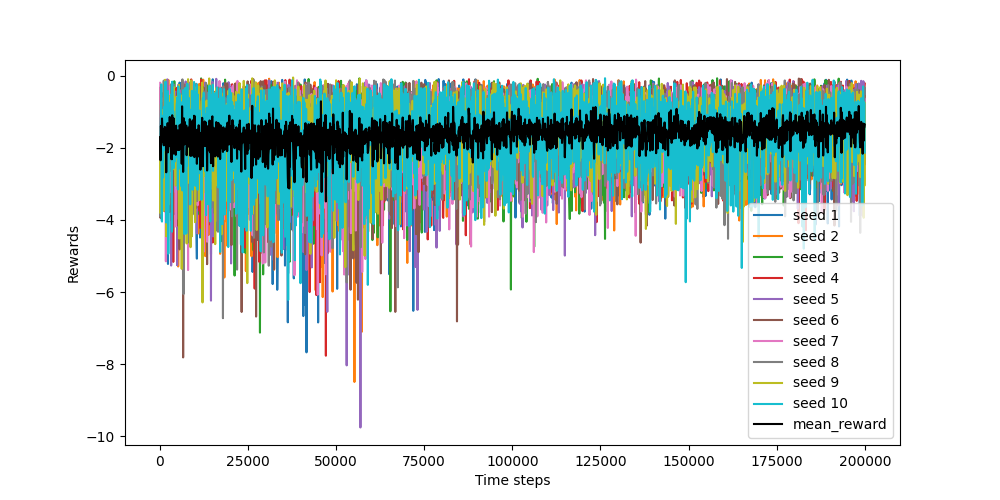 0
−2
−4
−6
−8
−10
Rewards
0 25000 50000 75000 100000 125000 150000 175000 200000
Time steps
seed 1
seed 2
seed 3
seed 4
seed 5
seed 6
seed 7
seed 8
seed 9
seed 10
mean_reward